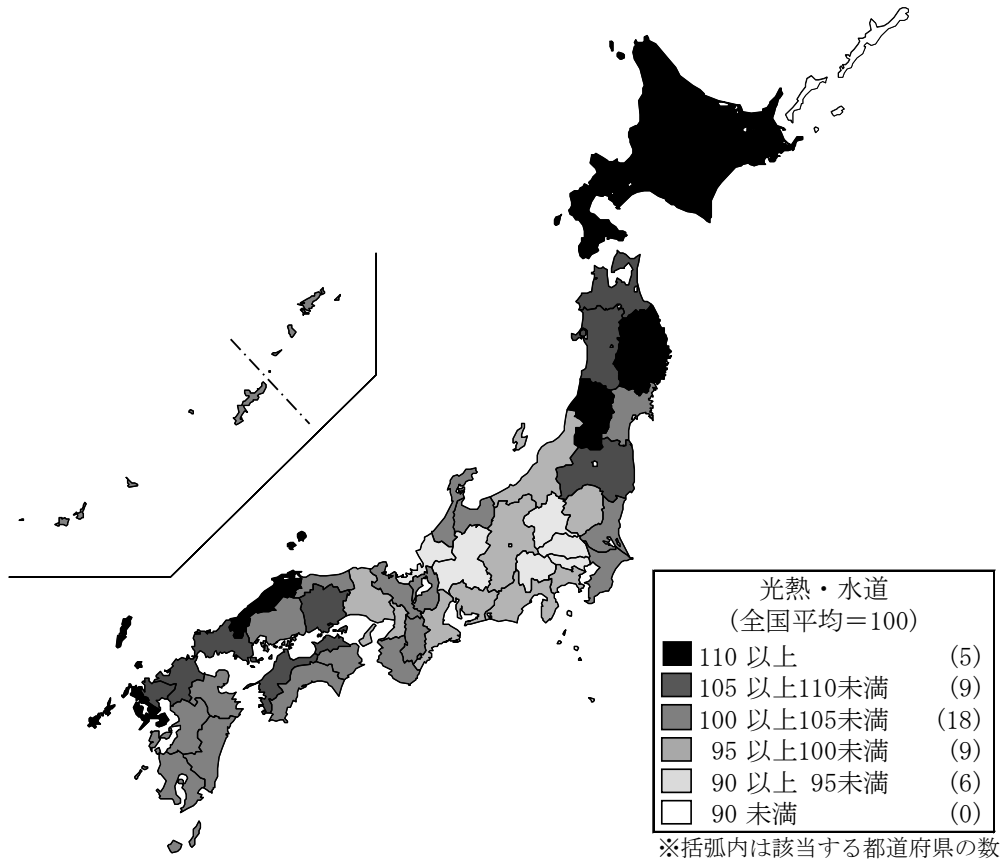 光熱・水道
(全国平均＝100)
110 以上 (5)
105 以上110未満 (9)
100 以上105未満 (18)
95 以上100未満 (9)
90 以上 95未満 (6)
90 未満 (0)
※括弧内は該当する都道府県の数